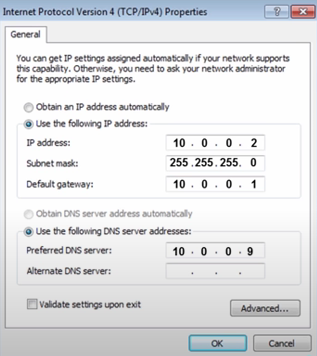 Internet Protocol Version 4 (TCP/IPv4) Properties
General
You can get IP settings assigned automatically if your network supports
this capability. Otherwise, you need to ask your network administrator
for the appropriate IP settings.
Obtain an IP address automatically
Use the following IP address:
IP address: 10 . 0 . 0 . 2
Subnet mask: 255 .255 .255 . 0
Default gateway: 10 . 0 . 0 . 1
Obtain DNS server address automatically
Use the following DNS server addresses:
Preferred DNS server: 10 . 0 . 0 . 9
Alternate DNS server: . . .
Validate settings upon exit
Advanced...
OK Cancel